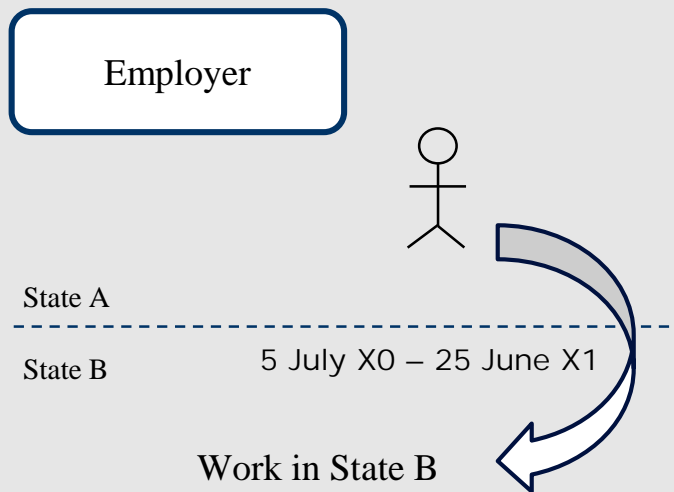 Employer
State A
State B
5 July X0 – 25 June X1
Work in State B